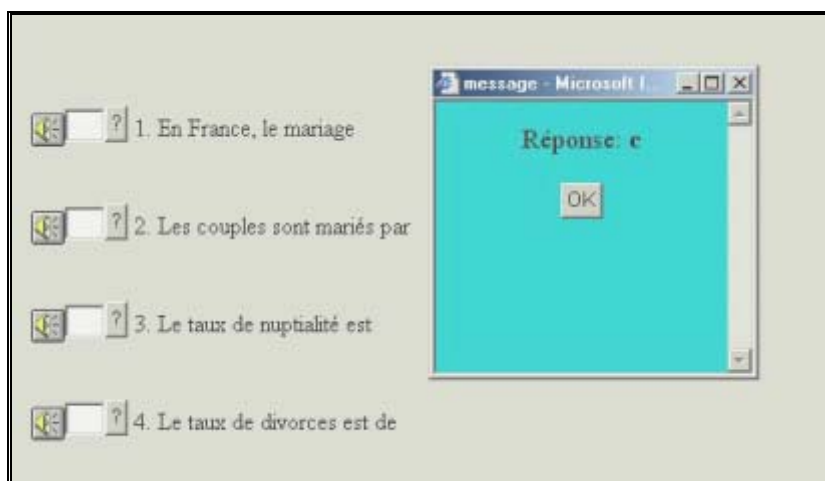 ? 1. En France, le mariage
? 2. Les couples sont mariés par
? 3. Le taux de nuptialité est
? 4. Le taux de divorces est de
message - Microsoft I...
Réponse: c
OK